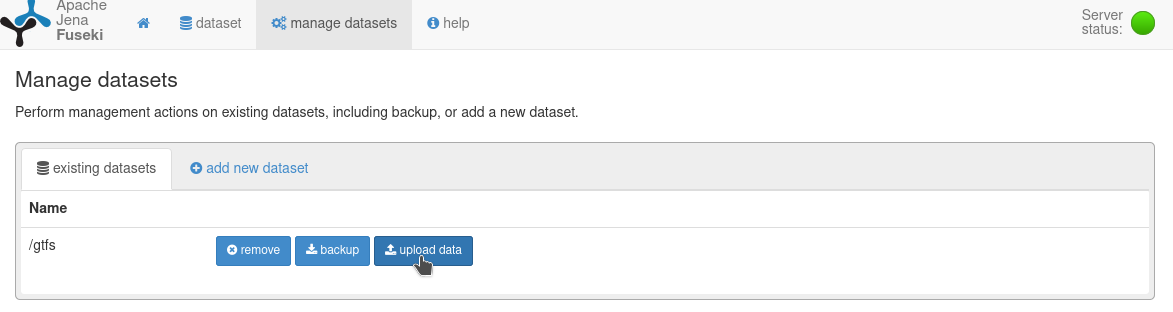 Apache
Jena
Fuseki
dataset
manage datasets
help
Server
status:
Manage datasets
Perform management actions on existing datasets, including backup, or add a new dataset.
existing datasets
add new dataset
Name
/gtfs
remove
backup
upload data